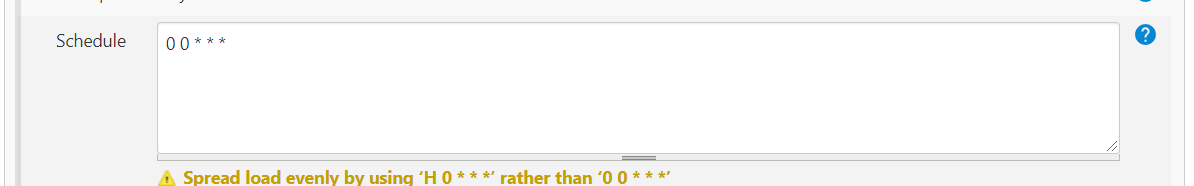 Schedule
0 0 * * *
?
Spread load evenly by using ‘H 0 * * *’ rather than ‘0 0 * * *’